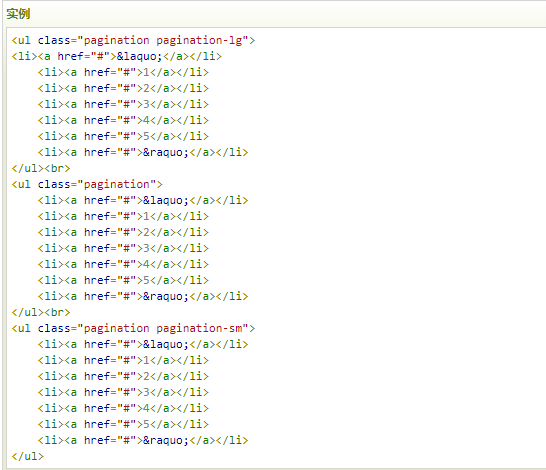 实例
<ul class="pagination pagination-lg">
<li><a href="#">&laquo;</a></li>
    <li><a href="#">1</a></li>
    <li><a href="#">2</a></li>
    <li><a href="#">3</a></li>
    <li><a href="#">4</a></li>
    <li><a href="#">5</a></li>
    <li><a href="#">&raquo;</a></li>
</ul><br>
<ul class="pagination">
    <li><a href="#">&laquo;</a></li>
    <li><a href="#">1</a></li>
    <li><a href="#">2</a></li>
    <li><a href="#">3</a></li>
    <li><a href="#">4</a></li>
    <li><a href="#">5</a></li>
    <li><a href="#">&raquo;</a></li>
</ul><br>
<ul class="pagination pagination-sm">
    <li><a href="#">&laquo;</a></li>
    <li><a href="#">1</a></li>
    <li><a href="#">2</a></li>
    <li><a href="#">3</a></li>
    <li><a href="#">4</a></li>
    <li><a href="#">5</a></li>
    <li><a href="#">&raquo;</a></li>
</ul>